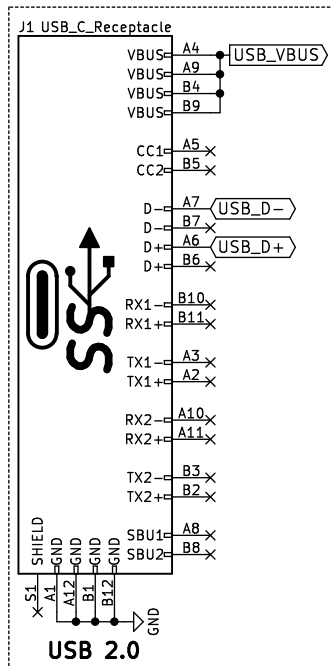 J1 USB_C_Receptacle
VBUS A4 USB_VBUS
VBUS A9
VBUS B4
VBUS B9
CC1 A5
CC2 B5
D- A7 USB_D-
D- B7
D+ A6 USB_D+
D+ B6
RX1- B10
RX1+ B11
TX1- A3
TX1+ A2
RX2- A10
RX2+ A11
TX2- B3
TX2+ B2
SBU1 A8
SBU2 B8
SS
SHIELD S1
GND A1
GND A12
GND B1
GND B12
GND
USB 2.0